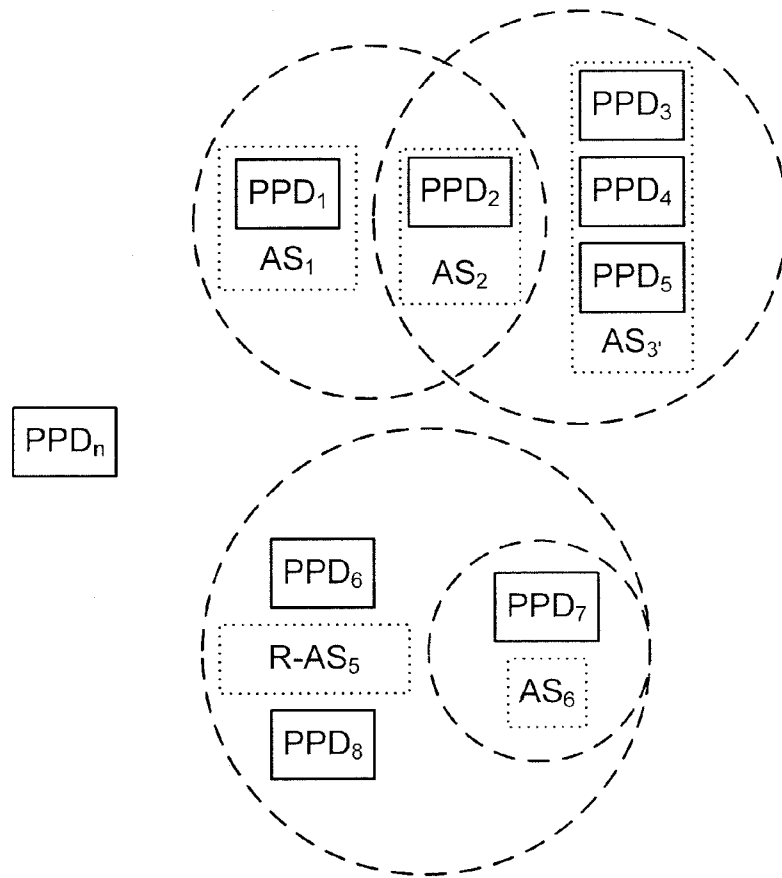 PPD₃
PPD₁
PPD₂
PPD₄
AS₁
AS₂
PPD₅
AS₃'
PPDₙ
PPD₆
PPD₇
R-AS₅
AS₆
PPD₈